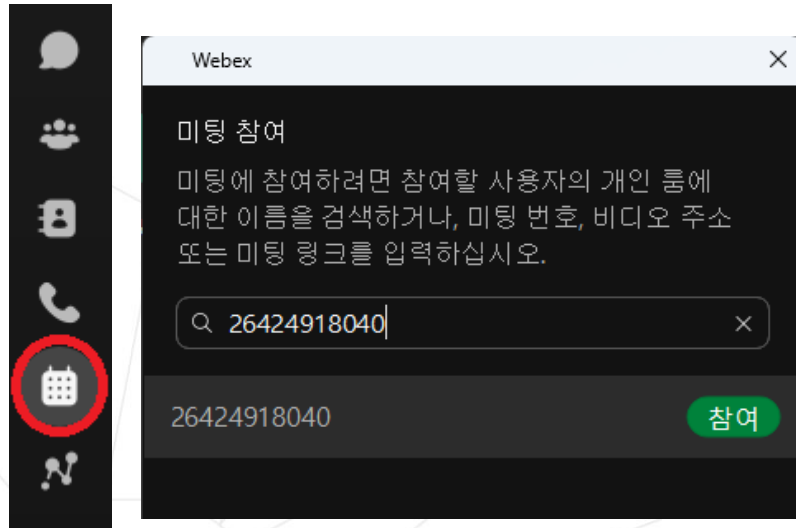 Webex
미팅 참여
미팅에 참여하려면 참여할 사용자의 개인 룸에
대한 이름을 검색하거나, 미팅 번호, 비디오 주소
또는 미팅 링크를 입력하십시오.
26424918040
26424918040 참여